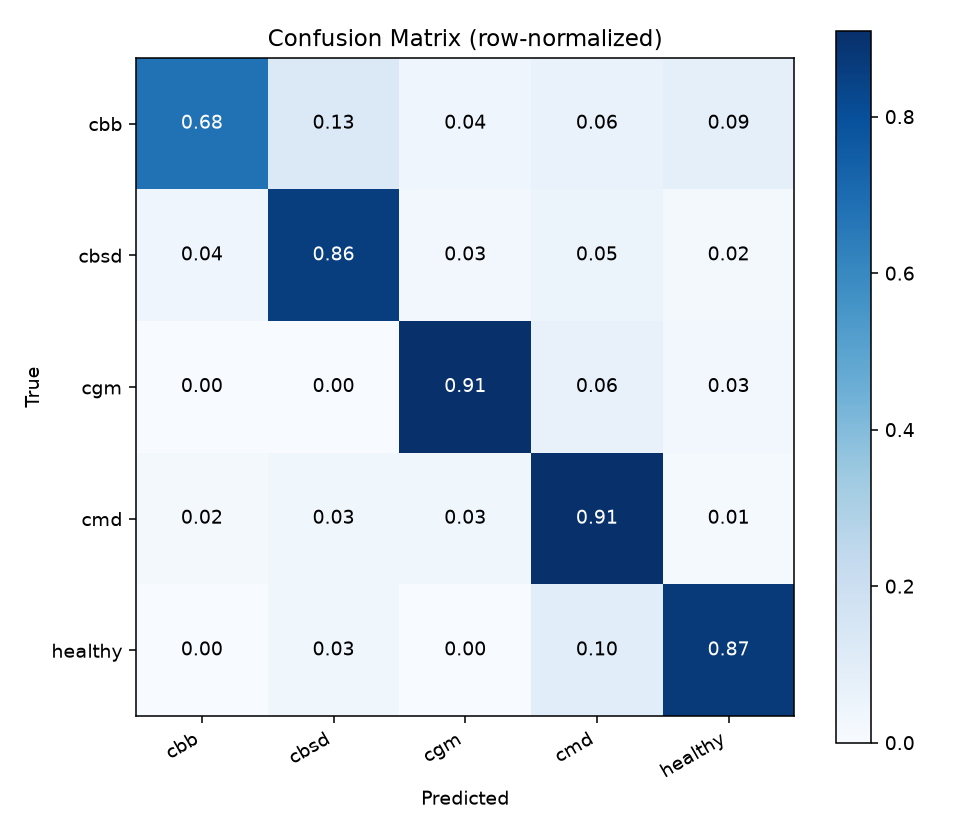 Confusion Matrix (row-normalized)
cbb 0.68 0.13 0.04 0.06 0.09
cbsd 0.04 0.86 0.03 0.05 0.02
cgm 0.00 0.00 0.91 0.06 0.03
cmd 0.02 0.03 0.03 0.91 0.01
healthy 0.00 0.03 0.00 0.10 0.87
cbb cbsd cgm cmd healthy
Predicted
True
0.8
0.6
0.4
0.2
0.0